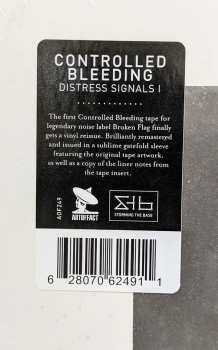 CONTROLLED
BLEEDING
DISTRESS SIGNALS I
The first Controlled Bleeding tape for
legendary noise label Broken Flag finally
gets a vinyl reissue. Brilliantly remastered
and issued in a sublime gatefold sleeve
featuring the original tape artwork,
as well as a copy of the liner notes from
the tape insert.
AOF249
ARTOFFACT
STORMING THE BASE
6 28070 62491 1